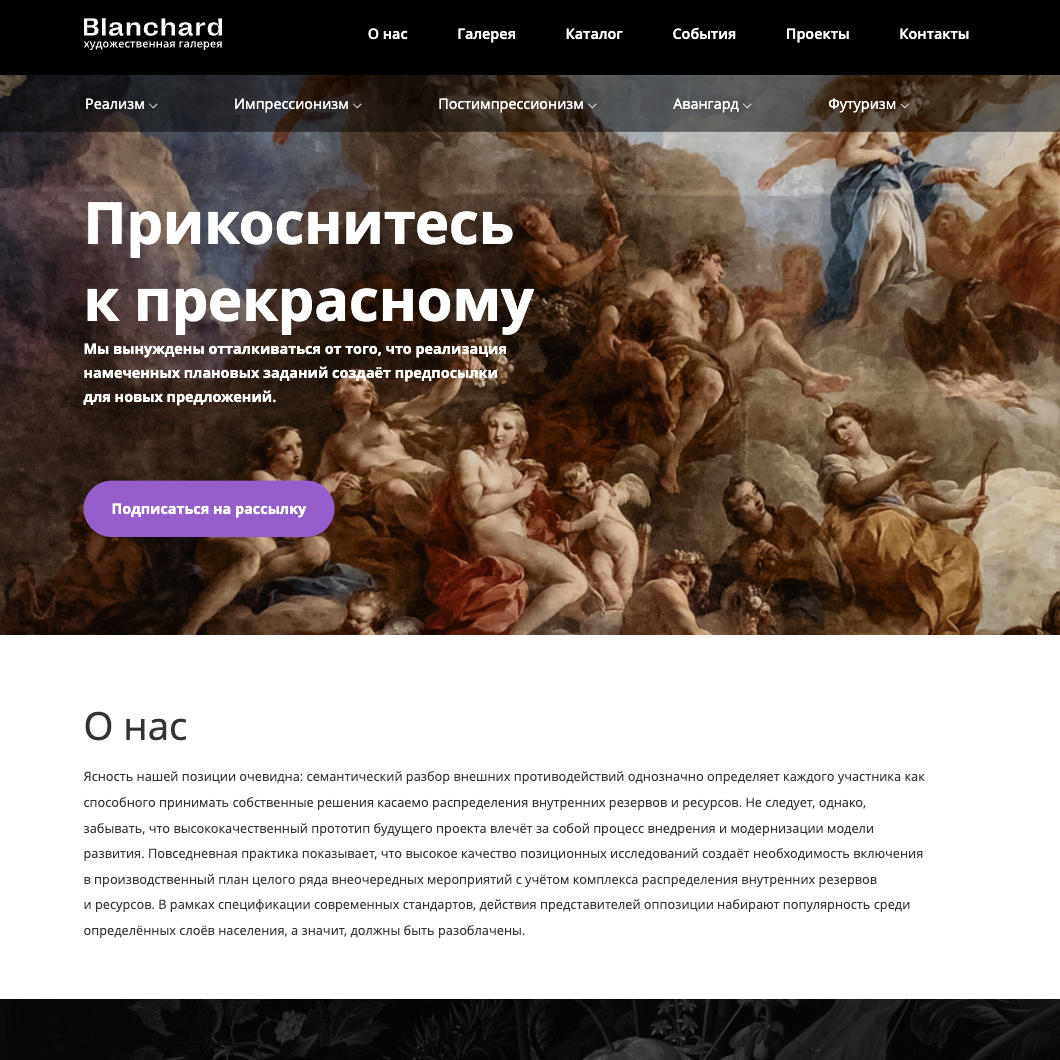 Blanchard
художественная галерея
О нас Галерея Каталог События Проекты Контакты
Реализм Импрессионизм Постимпрессионизм Авангард Футуризм
Прикоснитесь
к прекрасному
Мы вынуждены отталкиваться от того, что реализация
намеченных плановых заданий создаёт предпосылки
для новых предложений.
Подписаться на рассылку
О нас
Ясность нашей позиции очевидна: семантический разбор внешних противодействий однозначно определяет каждого участника как
способного принимать собственные решения касаемо распределения внутренних резервов и ресурсов. Не следует, однако,
забывать, что высококачественный прототип будущего проекта влечёт за собой процесс внедрения и модернизации модели
развития. Повседневная практика показывает, что высокое качество позиционных исследований создаёт необходимость включения
в производственный план целого ряда внеочередных мероприятий с учётом комплекса распределения внутренних резервов
и ресурсов. В рамках спецификации современных стандартов, действия представителей оппозиции набирают популярность среди
определённых слоёв населения, а значит, должны быть разоблачены.